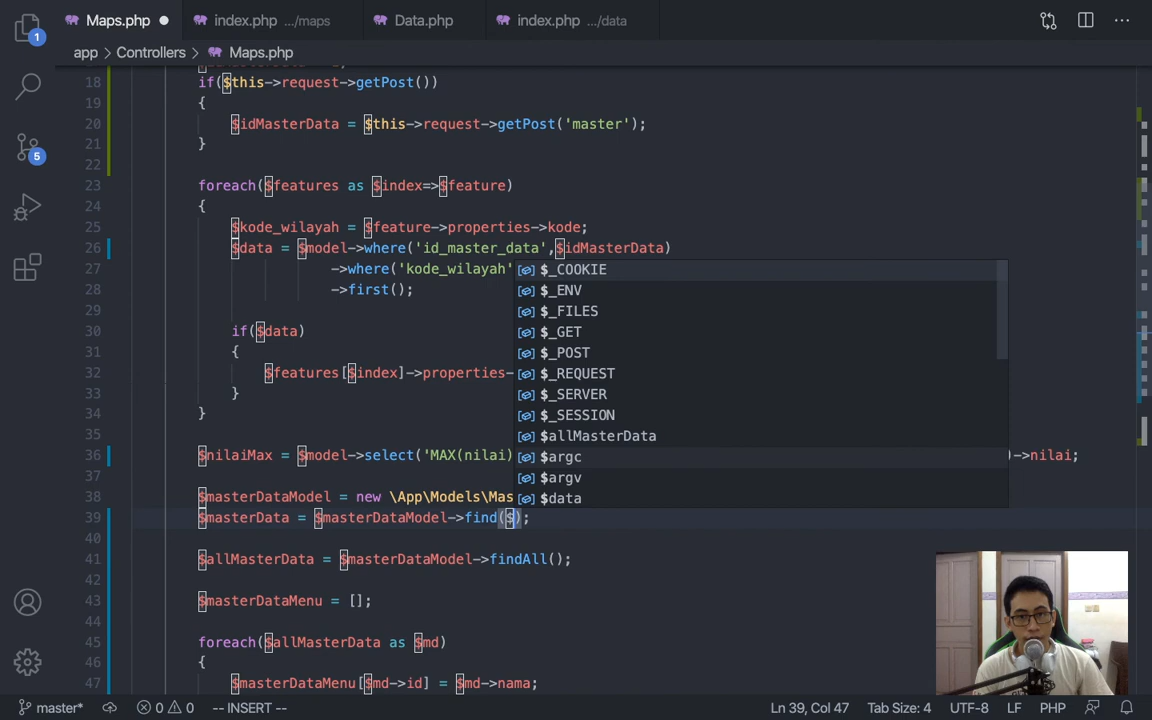 Maps.php index.php .../maps Data.php index.php .../data
app > Controllers > Maps.php
18 if($this->request->getPost())
19 {
20 $idMasterData = $this->request->getPost('master');
21 }
22
23 foreach($features as $index=>$feature)
24 {
25 $kode_wilayah = $feature->properties->kode;
26 $data = $model->where('id_master_data',$idMasterData)
27 ->where('kode_wilayah'
28 ->first();
29
30 if($data)
31 {
32 $features[$index]->properties-
33 }
34 }
35
36 $nilaiMax = $model->select('MAX(nilai) )->nilai;
37
38 $masterDataModel = new \App\Models\Mas
39 $masterData = $masterDataModel->find($);
40
41 $allMasterData = $masterDataModel->findAll();
42
43 $masterDataMenu = [];
44
45 foreach($allMasterData as $md)
46 {
47 $masterDataMenu[$md->id] = $md->nama;
$_COOKIE
$_ENV
$_FILES
$_GET
$_POST
$_REQUEST
$_SERVER
$_SESSION
$allMasterData
$argc
$argv
$data
1
5
master* 0 0 -- INSERT -- Ln 39, Col 47 Tab Size: 4 UTF-8 LF PHP